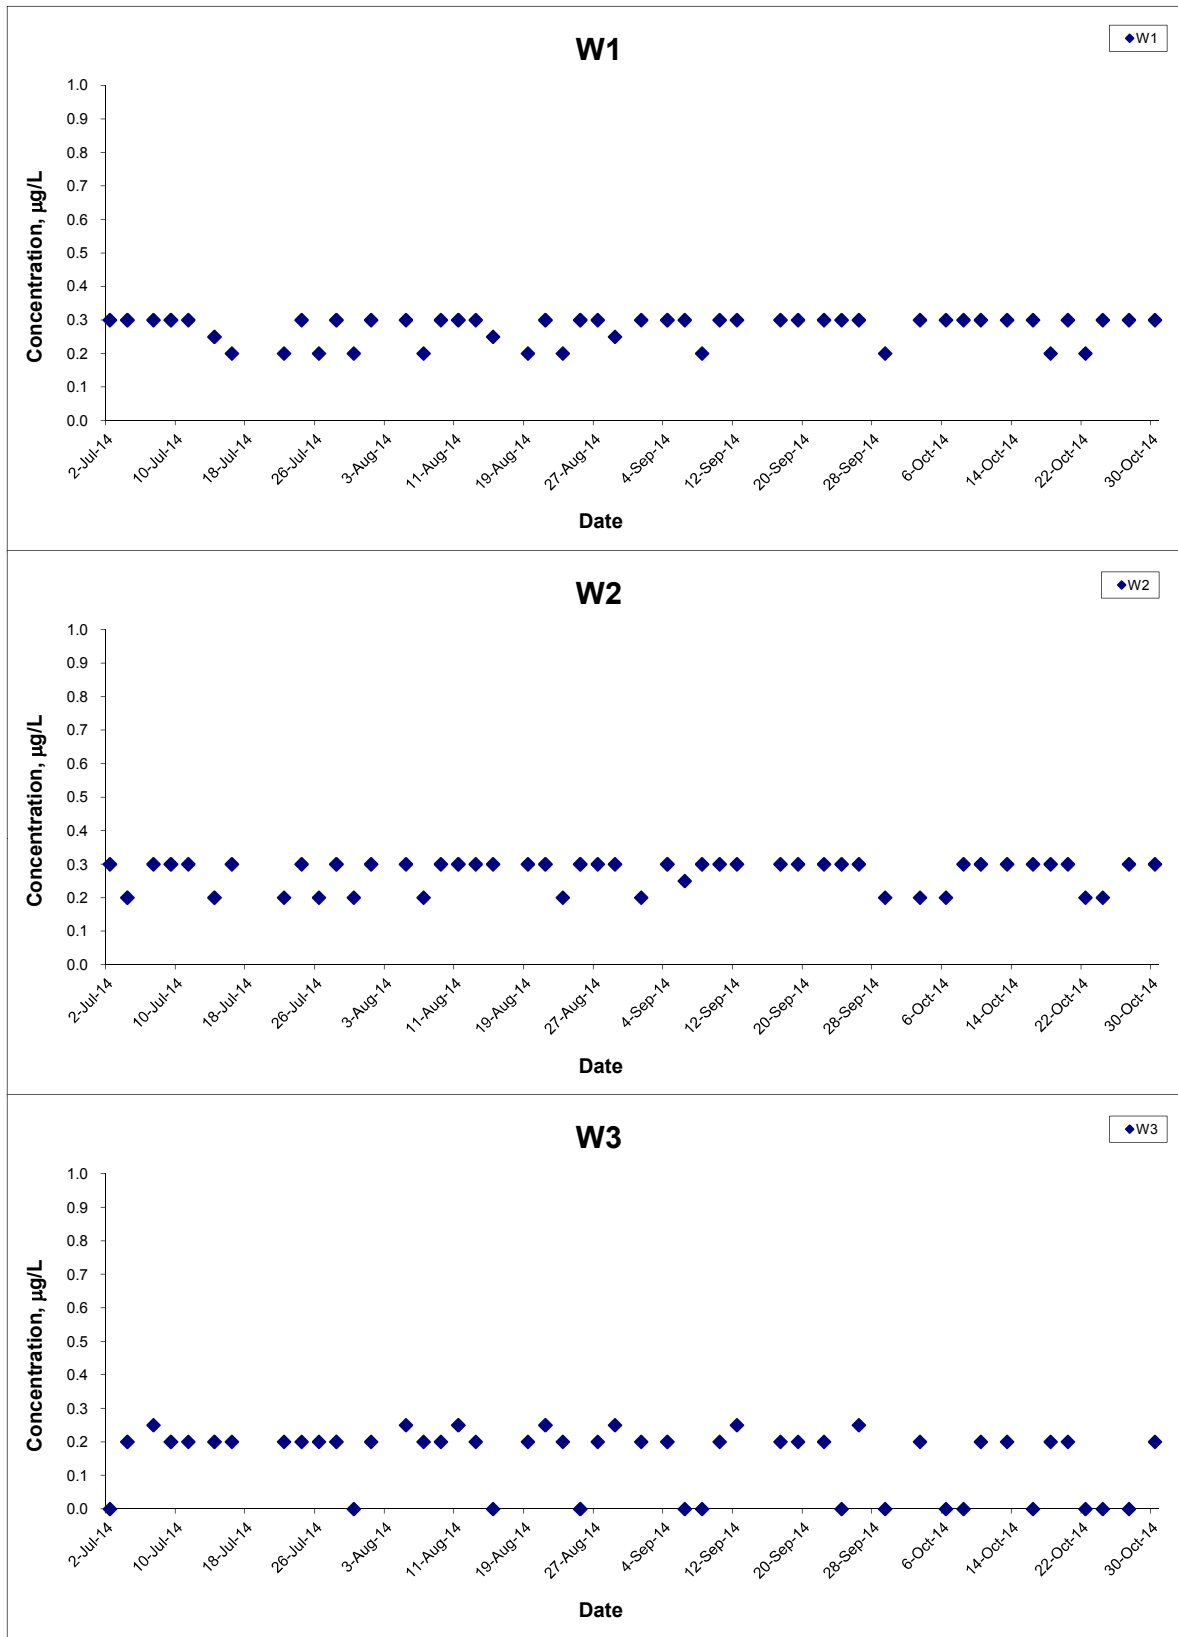 W1
W1
1.0
0.9
0.8
0.7
0.6
0.5
0.4
0.3
0.2
0.1
0.0
Concentration, µg/L
2-Jul-14
10-Jul-14
18-Jul-14
26-Jul-14
3-Aug-14
11-Aug-14
19-Aug-14
27-Aug-14
4-Sep-14
12-Sep-14
20-Sep-14
28-Sep-14
6-Oct-14
14-Oct-14
22-Oct-14
30-Oct-14
Date
W2
W2
1.0
0.9
0.8
0.7
0.6
0.5
0.4
0.3
0.2
0.1
0.0
Concentration, µg/L
2-Jul-14
10-Jul-14
18-Jul-14
26-Jul-14
3-Aug-14
11-Aug-14
19-Aug-14
27-Aug-14
4-Sep-14
12-Sep-14
20-Sep-14
28-Sep-14
6-Oct-14
14-Oct-14
22-Oct-14
30-Oct-14
Date
W3
W3
1.0
0.9
0.8
0.7
0.6
0.5
0.4
0.3
0.2
0.1
0.0
Concentration, µg/L
2-Jul-14
10-Jul-14
18-Jul-14
26-Jul-14
3-Aug-14
11-Aug-14
19-Aug-14
27-Aug-14
4-Sep-14
12-Sep-14
20-Sep-14
28-Sep-14
6-Oct-14
14-Oct-14
22-Oct-14
30-Oct-14
Date